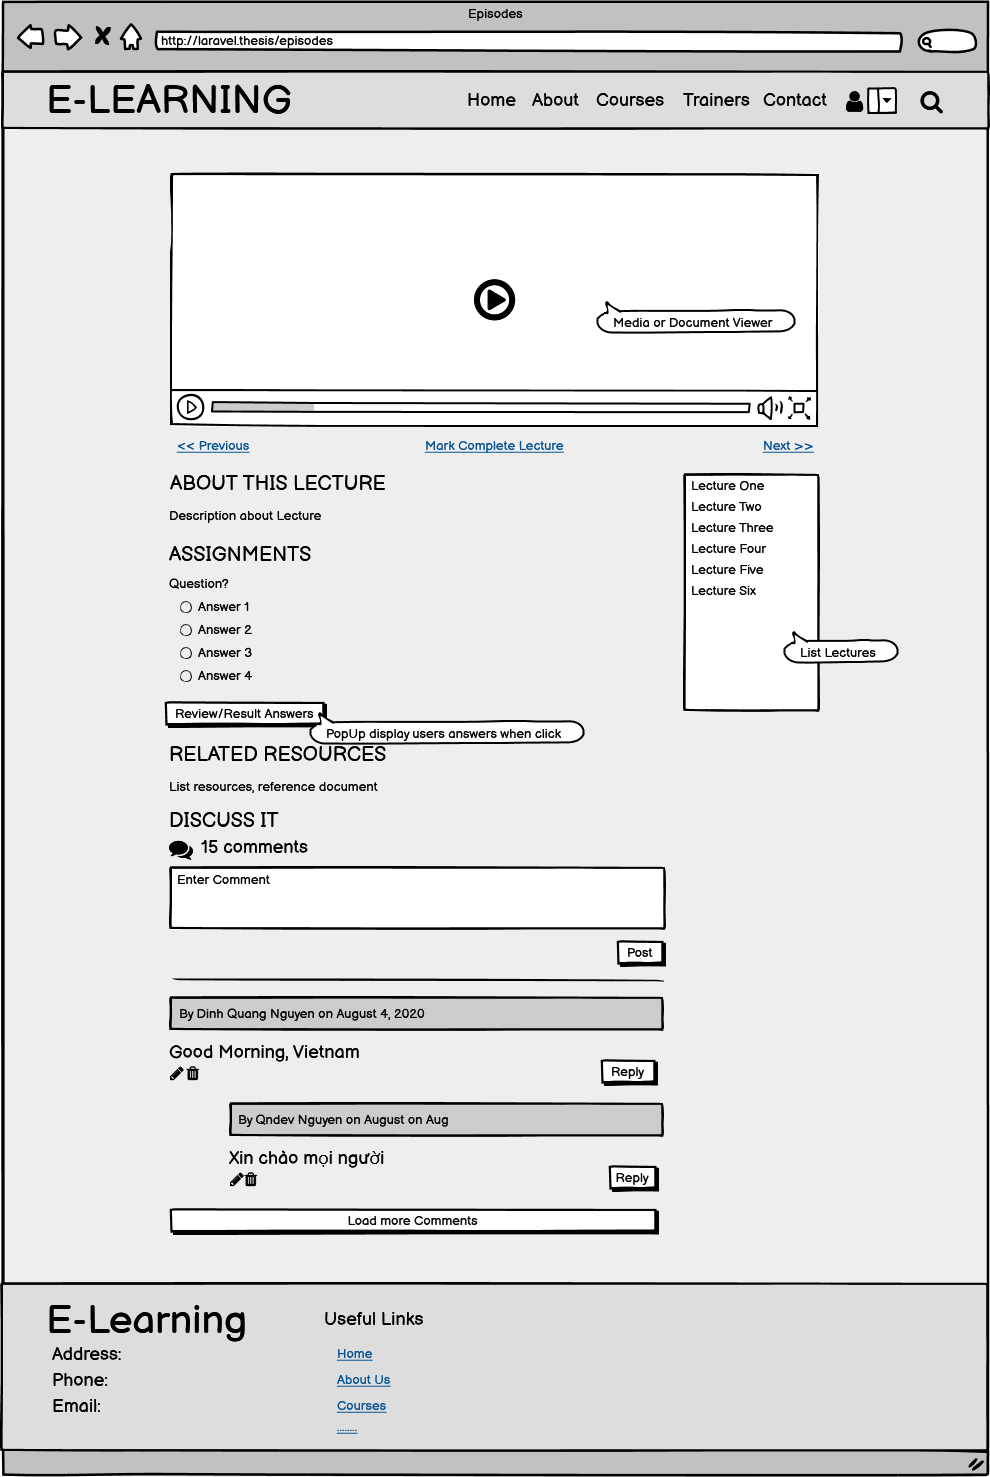 Episodes
http://laravel.thesis/episodes
E-LEARNING
Home About Courses Trainers Contact
Media or Document Viewer
<< Previous Mark Complete Lecture Next >>
ABOUT THIS LECTURE
Description about Lecture
Lecture One
Lecture Two
Lecture Three
Lecture Four
Lecture Five
Lecture Six
List Lectures
ASSIGNMENTS
Question?
Answer 1
Answer 2
Answer 3
Answer 4
Review/Result Answers
PopUp display users answers when click
RELATED RESOURCES
List resources, reference document
DISCUSS IT
15 comments
Enter Comment
Post
By Dinh Quang Nguyen on August 4, 2020
Good Morning, Vietnam
Reply
By Qndev Nguyen on August on Aug
Xin chào mọi người
Reply
Load more Comments
E-Learning
Address:
Phone:
Email:
Useful Links
Home
About Us
Courses
........